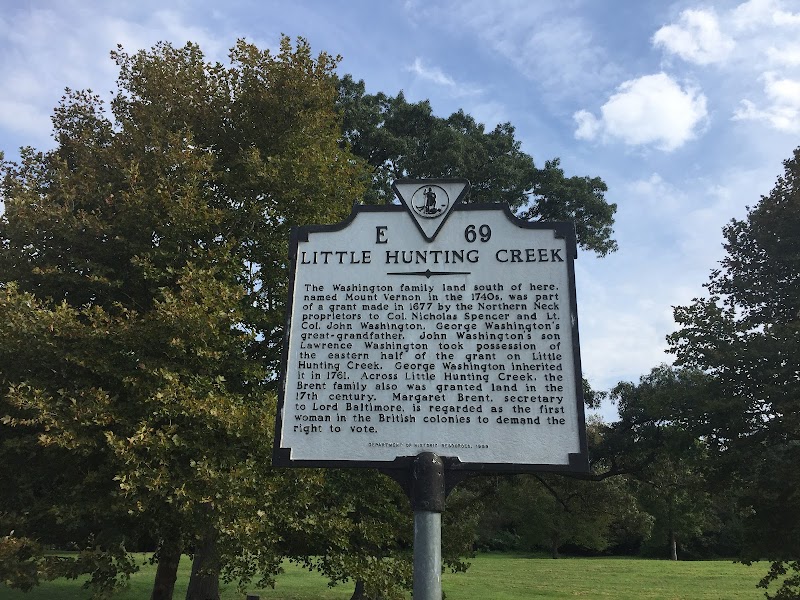 E 69
LITTLE HUNTING CREEK
The Washington family land south of here,
named Mount Vernon in the 1740s, was part
of a grant made in 1677 by the Northern Neck
proprietors to Col. Nicholas Spencer and Lt.
Col. John Washington, George Washington's
great-grandfather. John Washington's son
Lawrence Washington took possession of
the eastern half of the grant on Little
Hunting Creek. George Washington inherited
it in 1761. Across Little Hunting Creek, the
Brent family also was granted land in the
17th century. Margaret Brent, secretary
to Lord Baltimore, is regarded as the first
woman in the British colonies to demand the
right to vote.
DEPARTMENT OF HISTORIC RESOURCES,